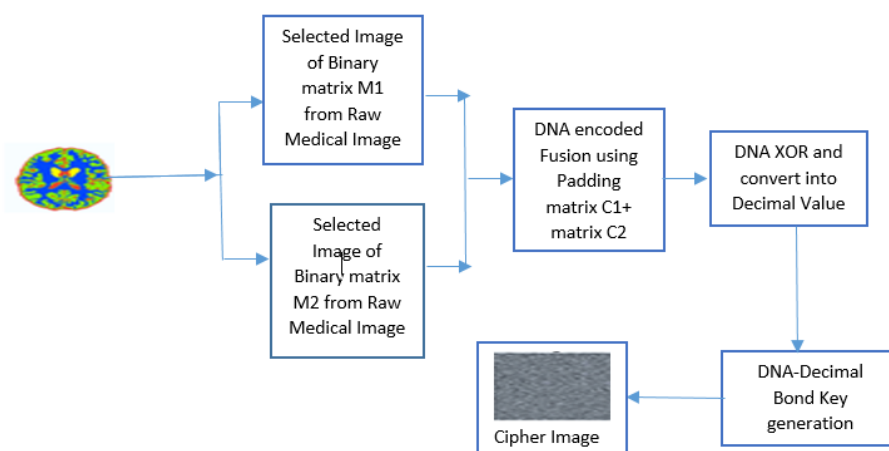 Selected Image
of Binary
matrix M1
from Raw
Medical Image
Selected
Image of
Binary matrix
M2 from Raw
Medical Image
DNA encoded
Fusion using
Padding
matrix C1+
matrix C2
DNA XOR and
convert into
Decimal Value
DNA-Decimal
Bond Key
generation
Cipher Image